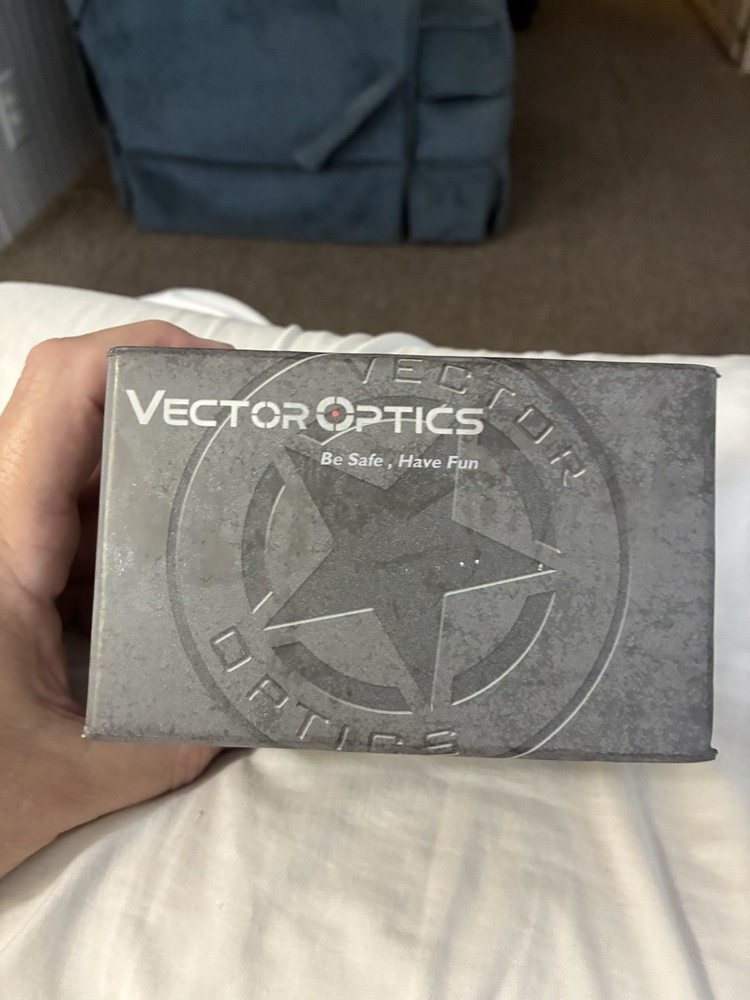 VECTOR OPTICS
Be Safe , Have Fun
VECTOR
OPTICS